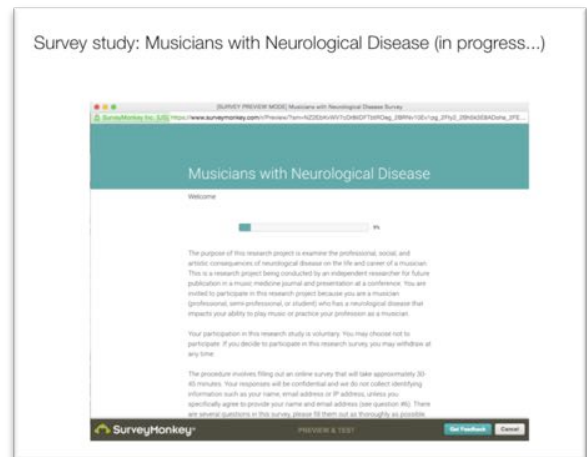 Survey study: Musicians with Neurological Disease (in progress...)
[SURVEY PREVIEW MODE] Musicians with Neurological Disease Survey
SurveyMonkey Inc. [US] https://www.surveymonkey.com/r/Preview/?sm=
Musicians with Neurological Disease
Welcome
The purpose of this research project is examine the professional, social, and
artistic consequences of neurological disease on the life and career of a musician.
This is a research project being conducted by an independent researcher for future
publication in a music medicine journal and presentation at a conference. You are
invited to participate in this research project because you are a musician
(professional, semi-professional, or student) who has a neurological disease that
impacts your ability to play music or practice your profession as a musician.
Your participation in this research study is voluntary. You may choose not to
participate. If you decide to participate in this research survey, you may withdraw at
any time.
The procedure involves filling out an online survey that will take approximately 30-
45 minutes. Your responses will be confidential and we do not collect identifying
information such as your name, email address or IP address, unless you
specifically agree to provide your name and email address (see question #6). There
are several questions in this survey, please fill them out as thoroughly as possible.
SurveyMonkey
PREVIEW & TEST
Get Feedback
Cancel